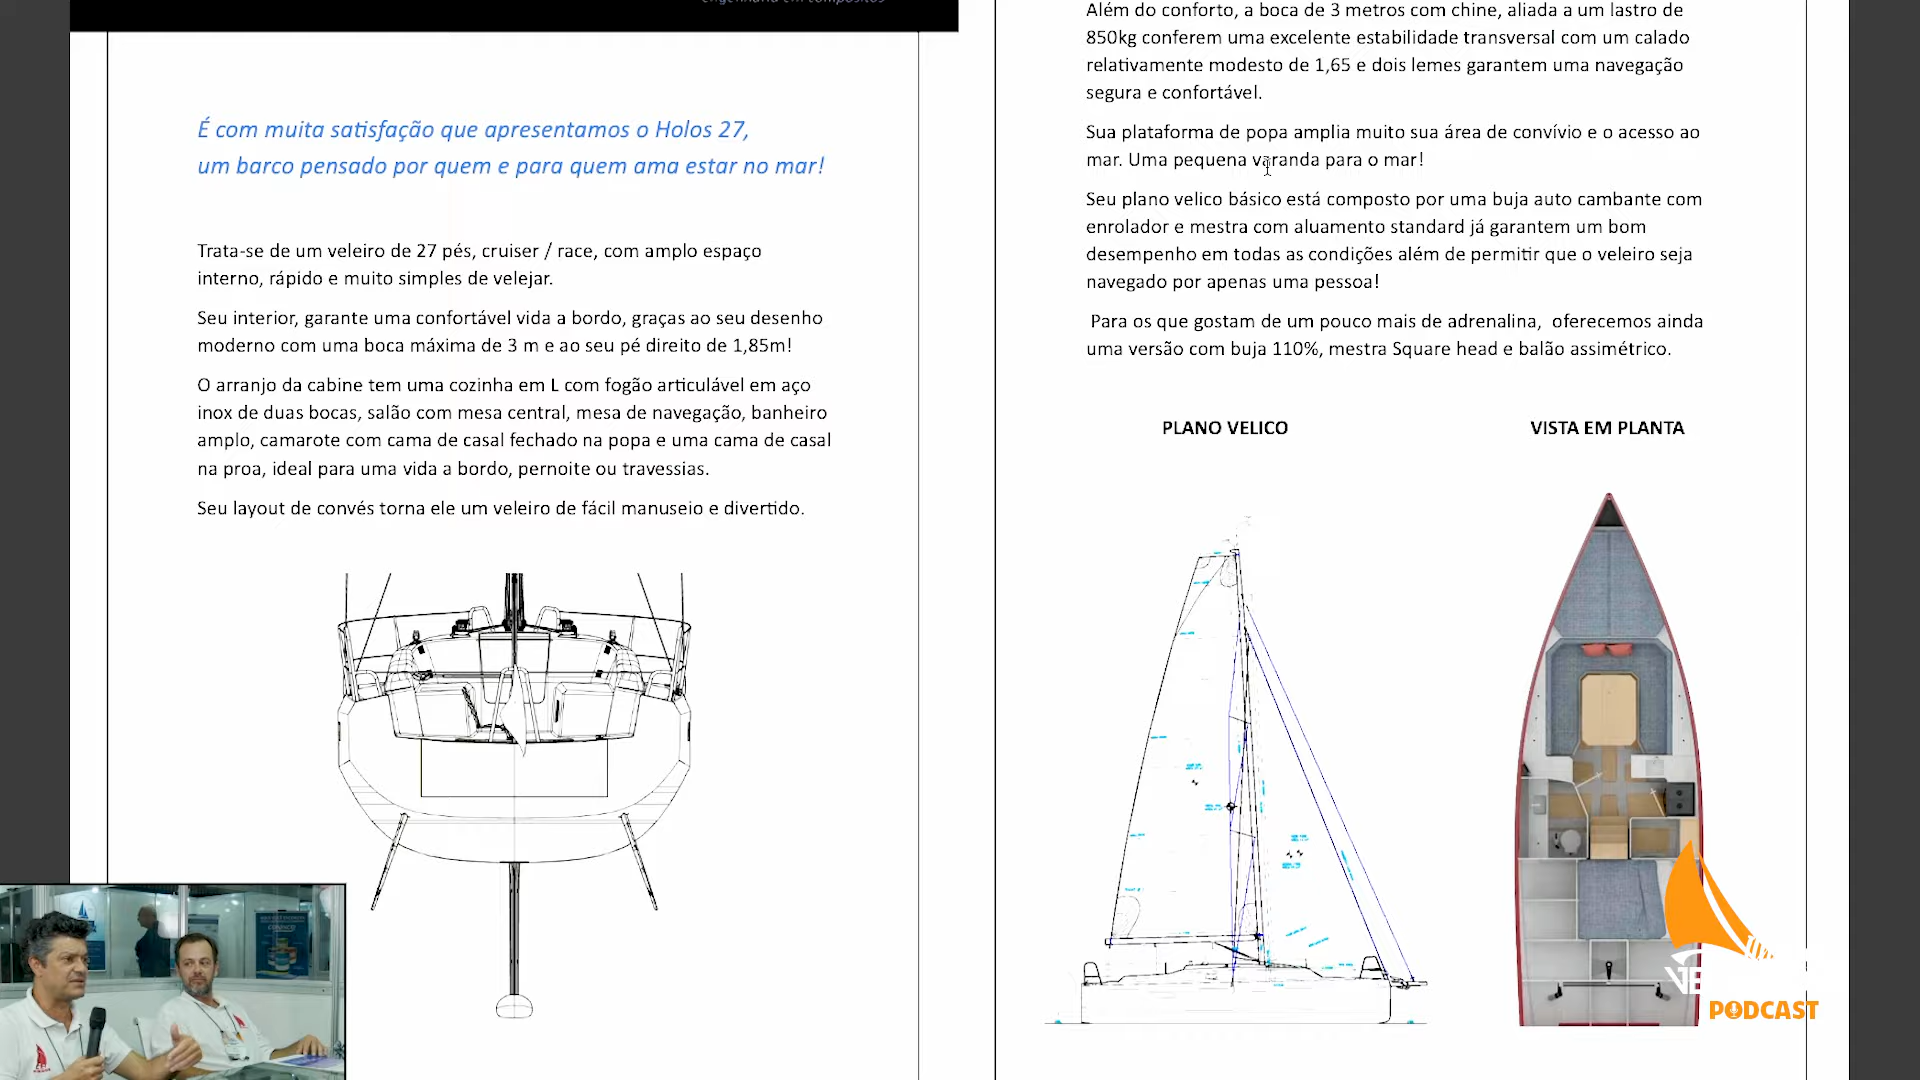 engenharia em compósitos
É com muita satisfação que apresentamos o Holos 27,
um barco pensado por quem e para quem ama estar no mar!
Trata-se de um veleiro de 27 pés, cruiser / race, com amplo espaço
interno, rápido e muito simples de velejar.
Seu interior, garante uma confortável vida a bordo, graças ao seu desenho
moderno com uma boca máxima de 3 m e ao seu pé direito de 1,85m!
O arranjo da cabine tem uma cozinha em L com fogão articulável em aço
inox de duas bocas, salão com mesa central, mesa de navegação, banheiro
amplo, camarote com cama de casal fechado na popa e uma cama de casal
na proa, ideal para uma vida a bordo, pernoite ou travessias.
Seu layout de convés torna ele um veleiro de fácil manuseio e divertido.
Além do conforto, a boca de 3 metros com chine, aliada a um lastro de
850kg conferem uma excelente estabilidade transversal com um calado
relativamente modesto de 1,65 e dois lemes garantem uma navegação
segura e confortável.
Sua plataforma de popa amplia muito sua área de convívio e o acesso ao
mar. Uma pequena varanda para o mar!
Seu plano velico básico está composto por uma buja auto cambante com
enrolador e mestra com aluamento standard já garantem um bom
desempenho em todas as condições além de permitir que o veleiro seja
navegado por apenas uma pessoa!
Para os que gostam de um pouco mais de adrenalina, oferecemos ainda
uma versão com buja 110%, mestra Square head e balão assimétrico.
PLANO VELICO
VISTA EM PLANTA
PODCAST